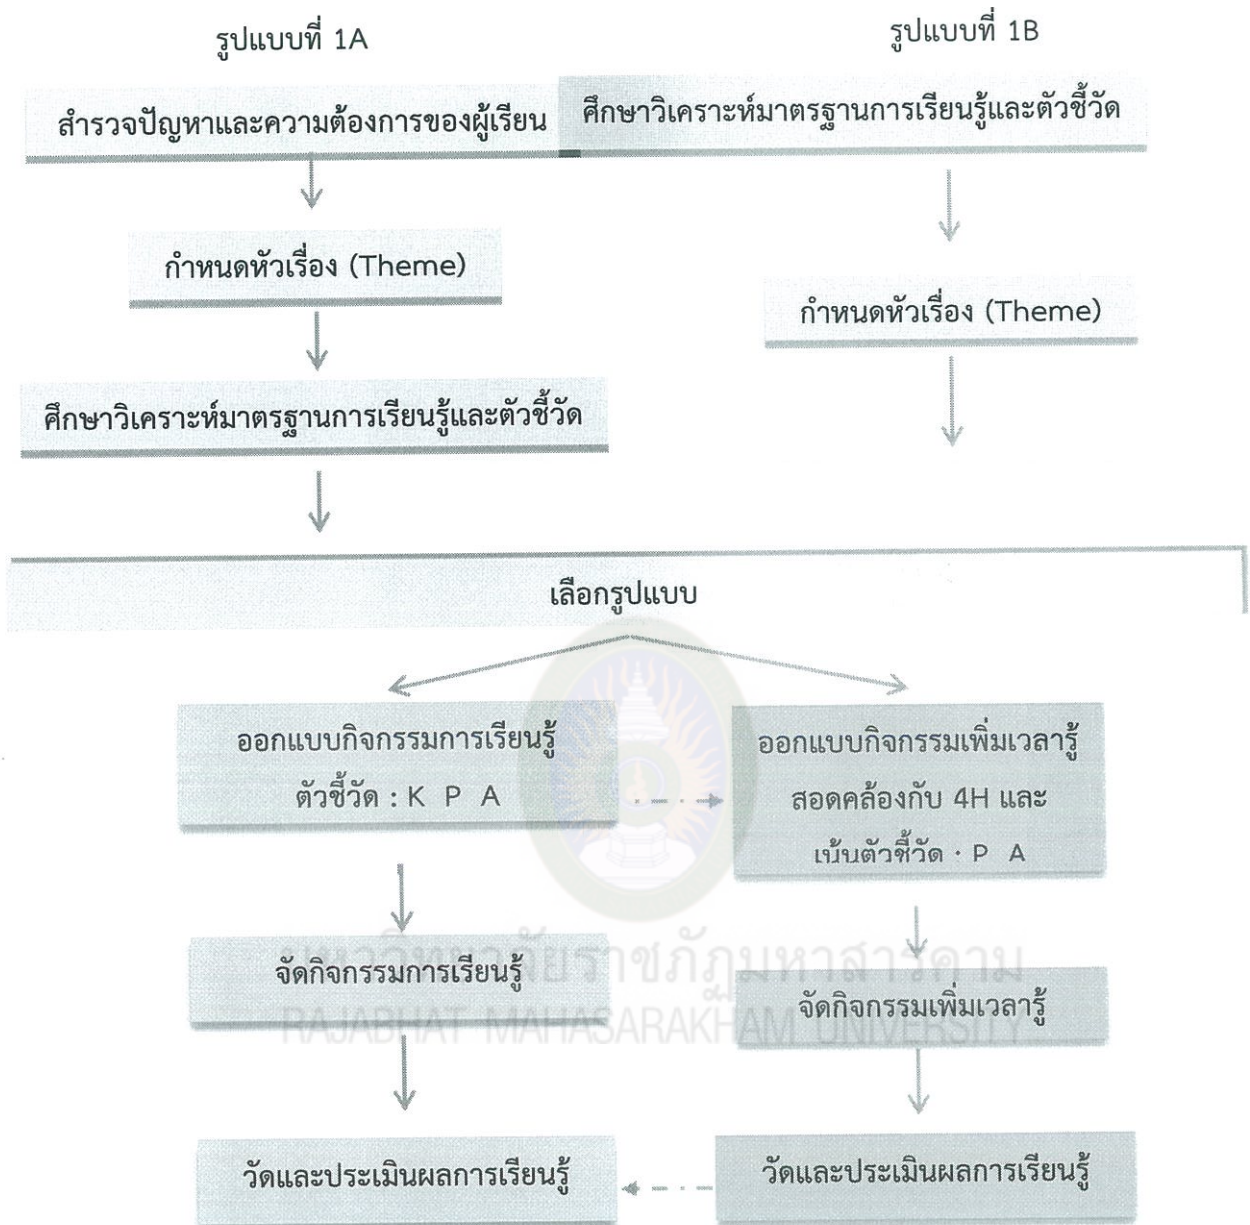 รูปแบบที่ 1A
รูปแบบที่ 1B
สำรวจปัญหาและความต้องการของผู้เรียน
ศึกษาวิเคราะห์มาตรฐานการเรียนรู้และตัวชี้วัด
กำหนดหัวเรื่อง (Theme)
กำหนดหัวเรื่อง (Theme)
ศึกษาวิเคราะห์มาตรฐานการเรียนรู้และตัวชี้วัด
เลือกรูปแบบ
ออกแบบกิจกรรมการเรียนรู้
ตัวชี้วัด : K P A
ออกแบบกิจกรรมเพิ่มเวลารู้
สอดคล้องกับ 4H และ
เน้นตัวชี้วัด · P A
จัดกิจกรรมการเรียนรู้
จัดกิจกรรมเพิ่มเวลารู้
มหาวิทยาลัยราชภัฏมหาสารคาม
RAJABHAT MAHASARAKHAM UNIVERSITY
วัดและประเมินผลการเรียนรู้
วัดและประเมินผลการเรียนรู้